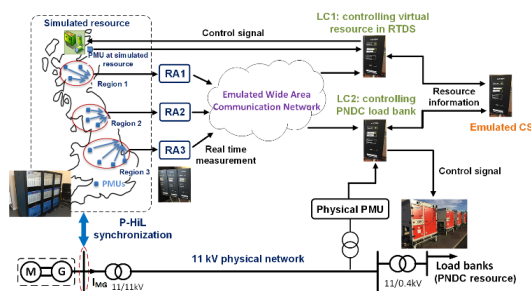 Simulated resource
PMU at simulated
resource
Region 1
Region 2
Region 3
PMUs
RA1
RA2
RA3
Real time
measurement
Control signal
Emulated Wide Area
Communication Network
LC1: controlling virtual
resource in RTDS
LC2: controlling
PNDC load bank
Resource
information
Emulated CS
Control signal
Physical PMU
P-HiL
synchronization
11 kV physical network
M
G
IMG
11/11kV
11/0.4kV
Load banks
(PNDC resource)